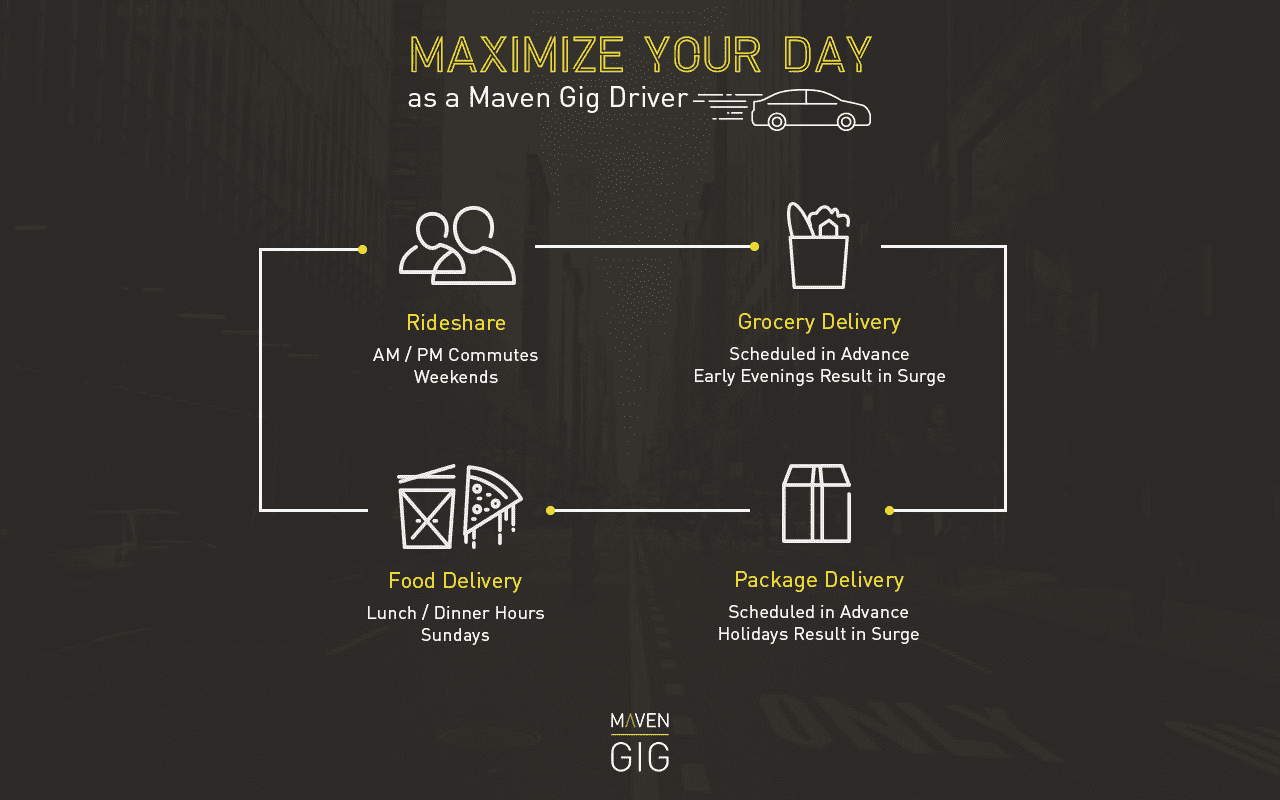 MAXIMIZE YOUR DAY
as a Maven Gig Driver
Rideshare
AM / PM Commutes
Weekends
Grocery Delivery
Scheduled in Advance
Early Evenings Result in Surge
Food Delivery
Lunch / Dinner Hours
Sundays
Package Delivery
Scheduled in Advance
Holidays Result in Surge
ONLY
MAVEN
GIG